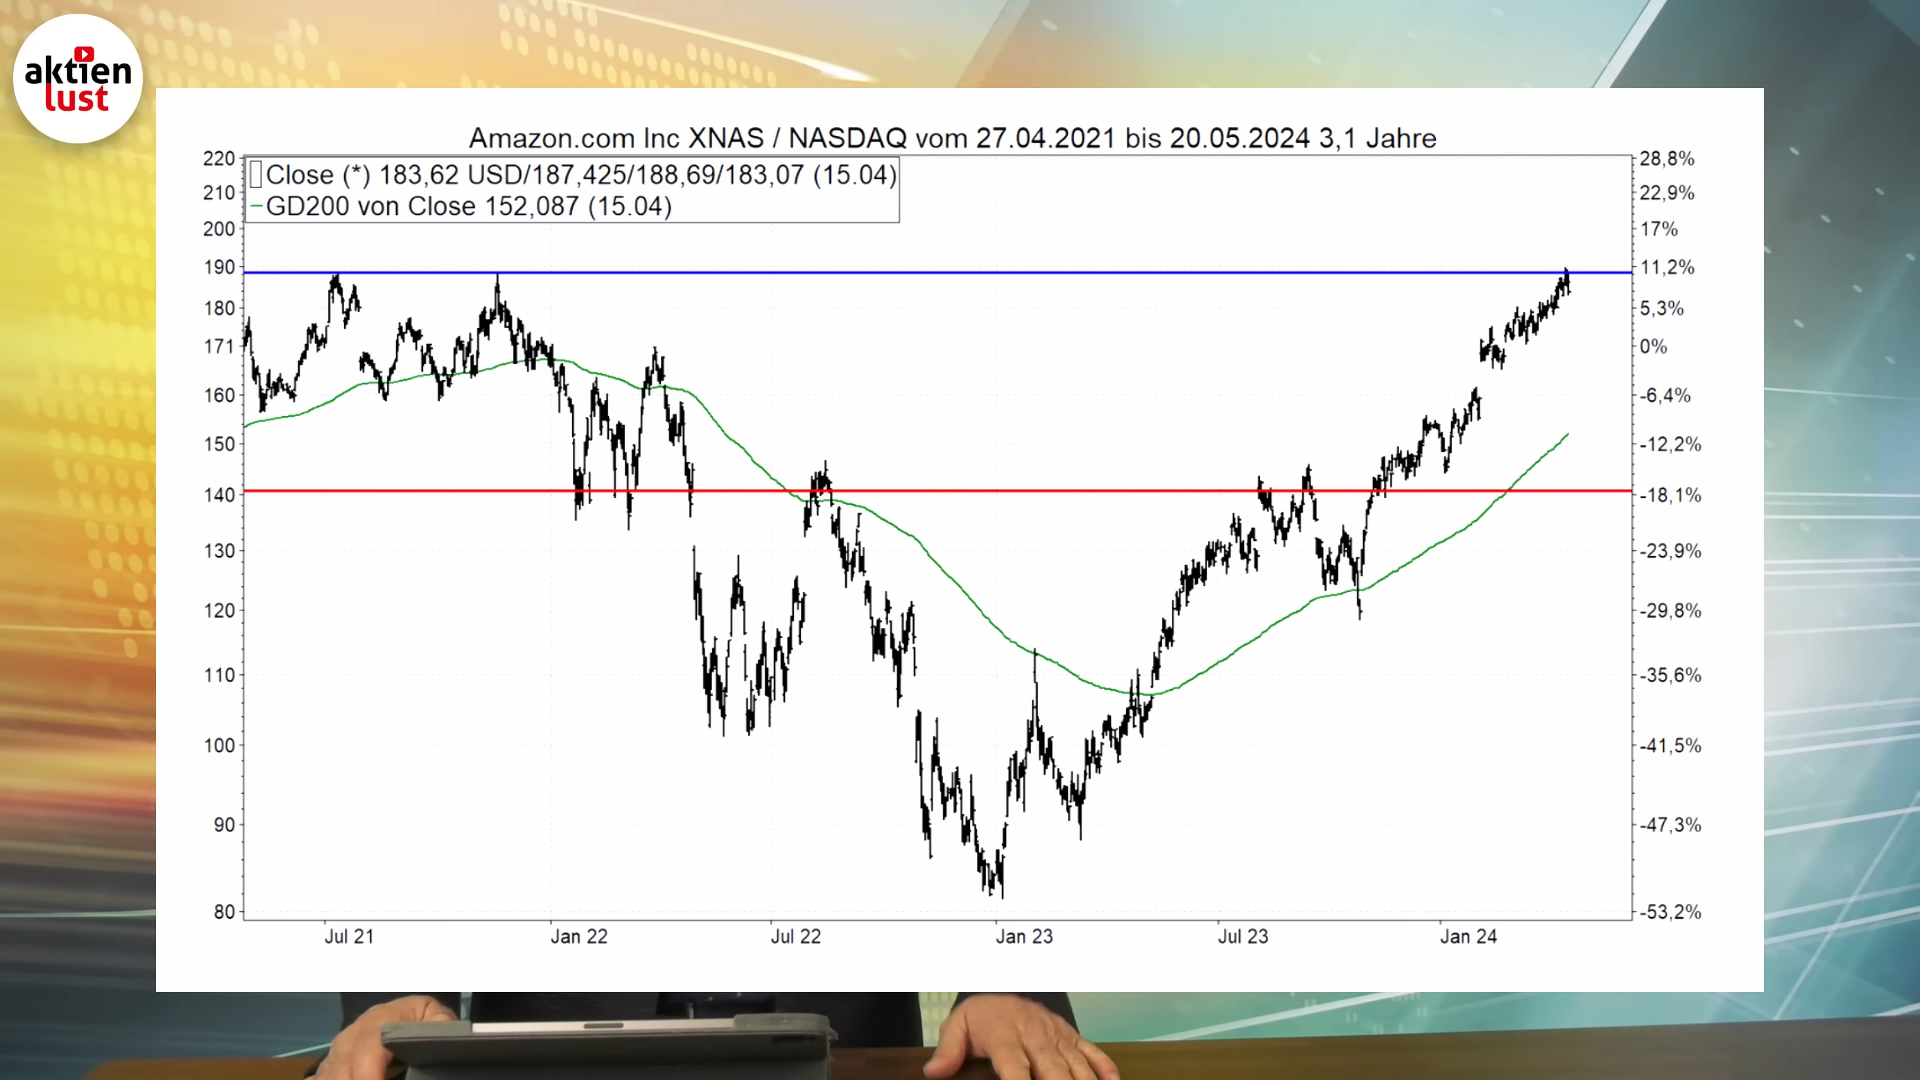 aktien
lust
Amazon.com Inc XNAS / NASDAQ vom 27.04.2021 bis 20.05.2024 3,1 Jahre
Close (*) 183,62 USD/187,425/188,69/183,07 (15.04)
GD200 von Close 152,087 (15.04)
220
210
200
190
180
171
160
150
140
130
120
110
100
90
80
28,8%
22,9%
17%
11,2%
5,3%
0%
-6,4%
-12,2%
-18,1%
-23,9%
-29,8%
-35,6%
-41,5%
-47,3%
-53,2%
Jul 21
Jan 22
Jul 22
Jan 23
Jul 23
Jan 24